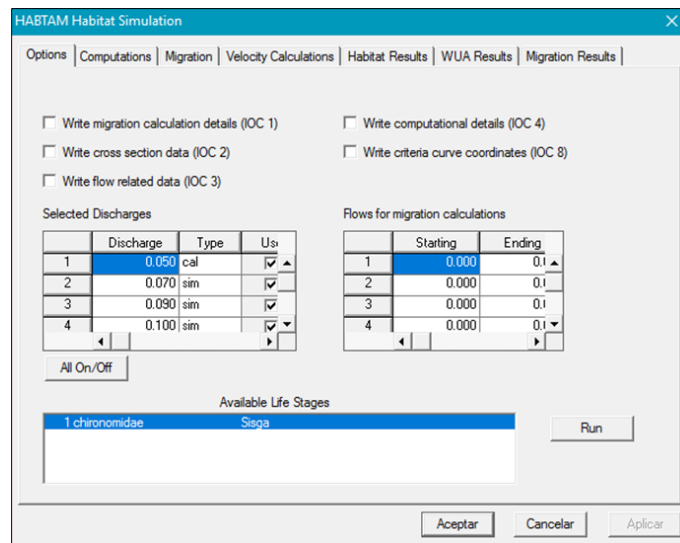 HABTAM Habitat Simulation
Options Computations Migration Velocity Calculations Habitat Results WUA Results Migration Results
Write migration calculation details (IOC 1) Write computational details (IOC 4)
Write cross section data (IOC 2) Write criteria curve coordinates (IOC 8)
Write flow related data (IOC 3)
Selected Discharges Flows for migration calculations
Discharge Type Starting Ending
1 0.050 cal 1 0.000
2 0.070 sim 2 0.000
3 0.090 sim 3 0.000
4 0.100 sim 4 0.000
All On/Off
Available Life Stages
1 chironomidae Sisga
Run
Aceptar Cancelar Aplicar